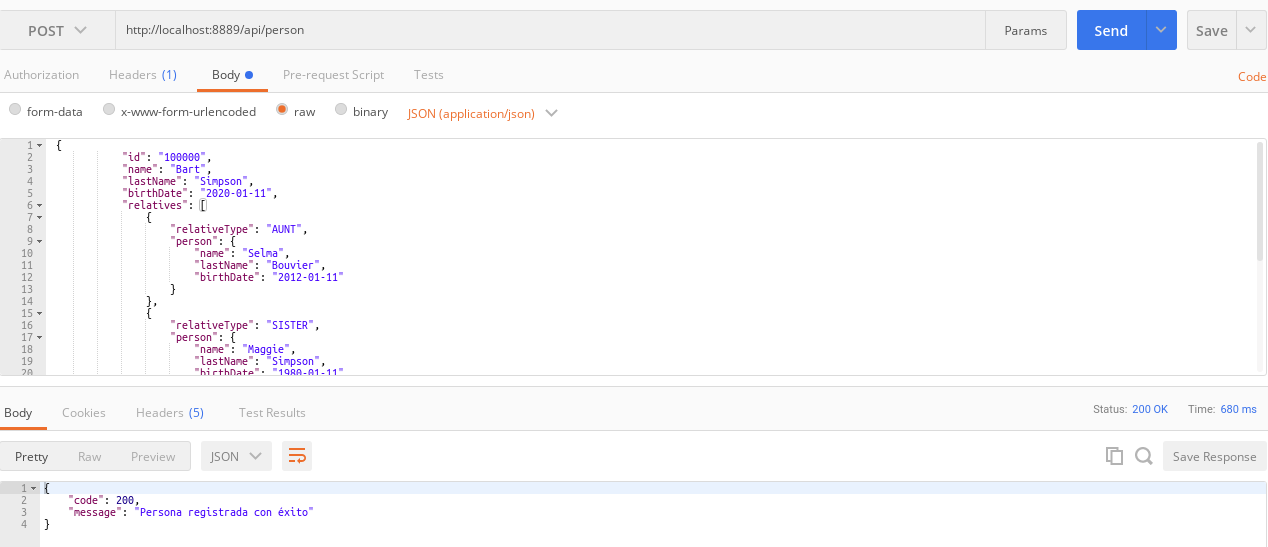 POST http://localhost:8889/api/person Params Send Save
Authorization Headers (1) Body Pre-request Script Tests Code
form-data x-www-form-urlencoded raw binary JSON (application/json)
1 {
2 "id": "100000",
3 "name": "Bart",
4 "lastName": "Simpson",
5 "birthDate": "2020-01-11",
6 "relatives": [
7 {
8 "relativeType": "AUNT",
9 "person": {
10 "name": "Selma",
11 "lastName": "Bouvier",
12 "birthDate": "2012-01-11"
13 }
14 },
15 {
16 "relativeType": "SISTER",
17 "person": {
18 "name": "Maggie",
19 "lastName": "Simpson",
20 "birthDate": "1980-01-11"
Body Cookies Headers (5) Test Results Status: 200 OK Time: 680 ms
Pretty Raw Preview JSON Save Response
1 {
2 "code": 200,
3 "message": "Persona registrada con éxito"
4 }